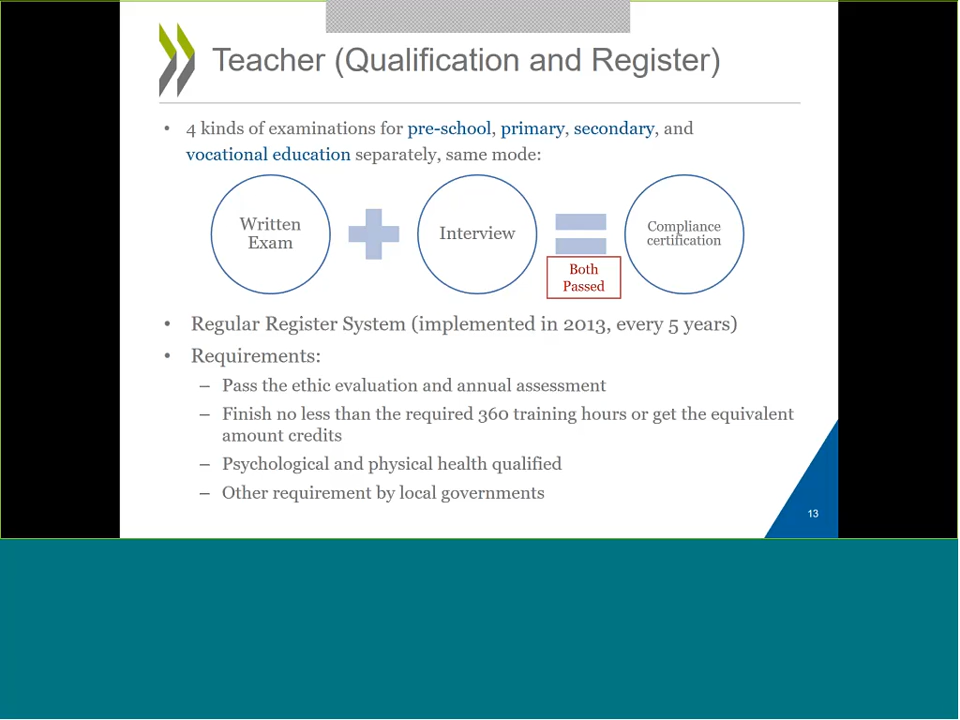 Teacher (Qualification and Register)
• 4 kinds of examinations for pre-school, primary, secondary, and
vocational education separately, same mode:
Written
Exam
Interview
Compliance
certification
Both
Passed
• Regular Register System (implemented in 2013, every 5 years)
• Requirements:
– Pass the ethic evaluation and annual assessment
– Finish no less than the required 360 training hours or get the equivalent
amount credits
– Psychological and physical health qualified
– Other requirement by local governments
13